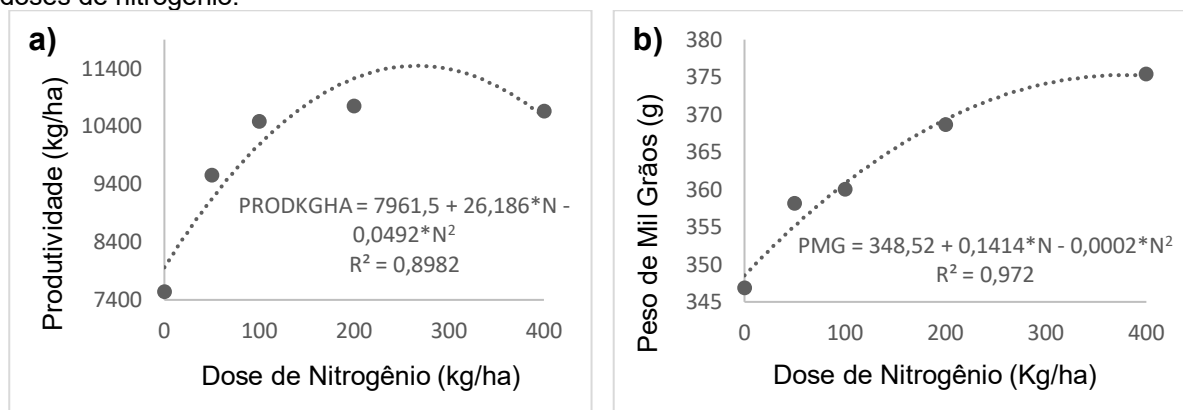 doses de nitrogênio.
a)
Produtividade (kg/ha)
11400
10400
9400
8400
7400
PRODKGHA = 7961,5 + 26,186*N -
0,0492*N²
R² = 0,8982
0 100 200 300 400
Dose de Nitrogênio (kg/ha)
b)
Peso de Mil Grãos (g)
380
375
370
365
360
355
350
345
PMG = 348,52 + 0,1414*N - 0,0002*N²
R² = 0,972
0 100 200 300 400
Dose de Nitrogênio (Kg/ha)